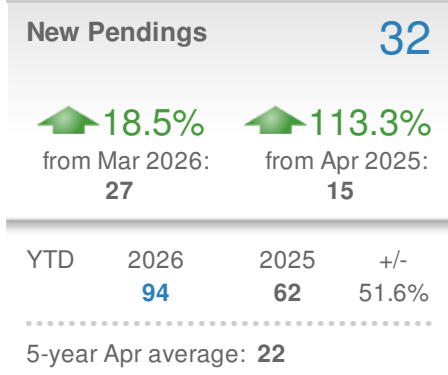 New Pendings 32
18.5% 113.3%
from Mar 2026: from Apr 2025:
27 15
YTD 2026 2025 +/-
94 62 51.6%
5-year Apr average: 22